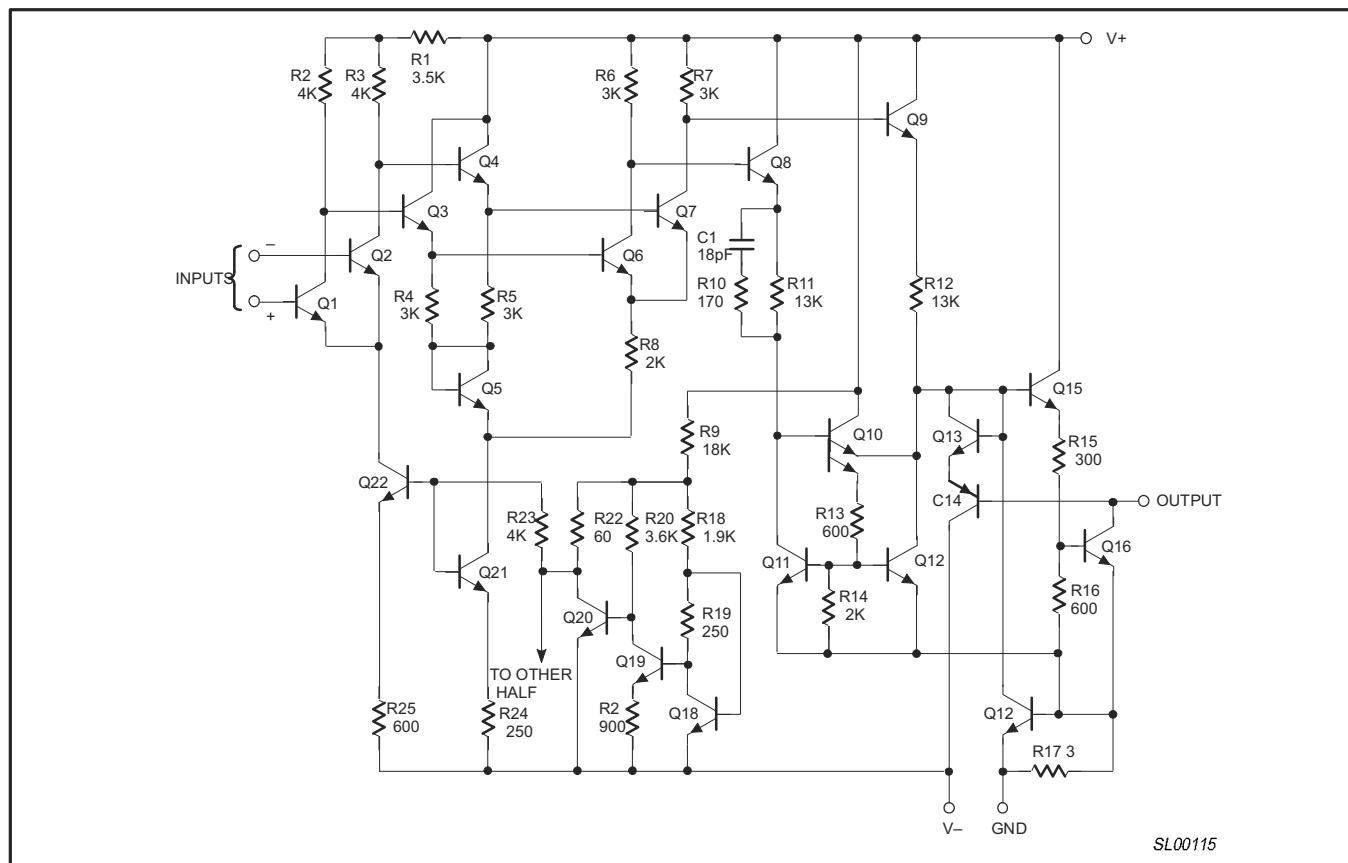 V+
R1
3.5K
R2
4K
R3
4K
R6
3K
R7
3K
Q9
Q4
Q8
Q3
Q7
C1
18pF
–
INPUTS
+
Q2
Q6
Q1
R4
3K
R5
3K
R10
170
R11
13K
R12
13K
R8
2K
Q5
Q15
R9
18K
Q10
Q13
R15
300
Q22
C14
OUTPUT
R23
4K
R22
60
R20
3.6K
R18
1.9K
R13
600
Q16
Q21
Q11
Q12
R16
600
Q20
R19
250
R14
2K
Q19
TO OTHER
HALF
R25
600
R24
250
R2
900
Q18
Q12
R17 3
V–
GND
SL00115